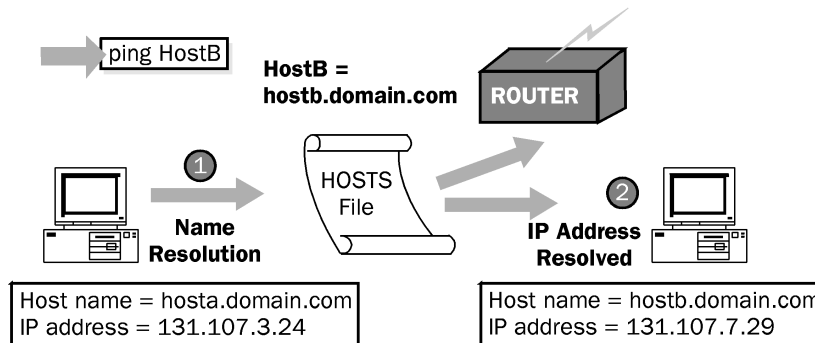 ping HostB
HostB =
hostb.domain.com
ROUTER
1
HOSTS
File
Name
Resolution
2
IP Address
Resolved
Host name = hosta.domain.com
IP address = 131.107.3.24
Host name = hostb.domain.com
IP address = 131.107.7.29